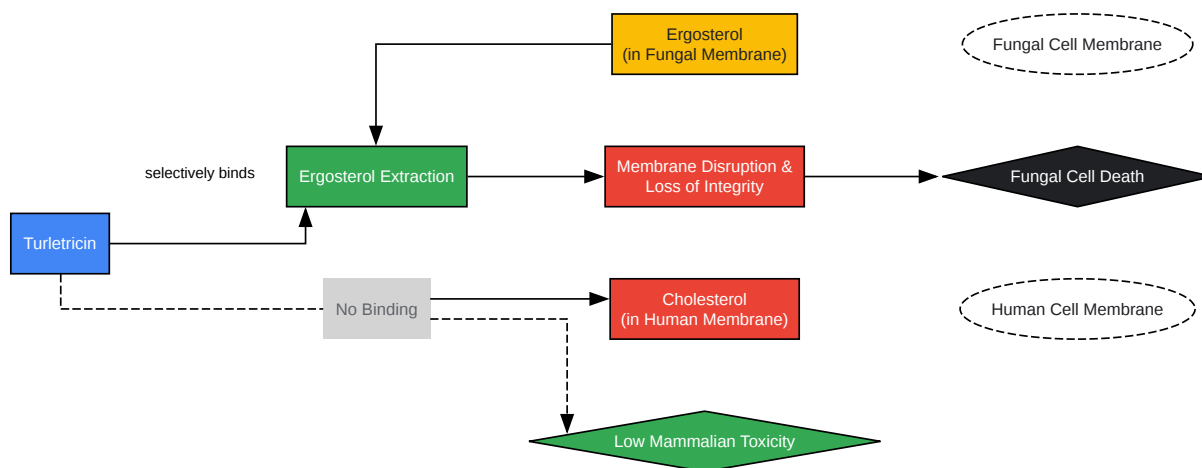 Ergosterol
(in Fungal Membrane)
Fungal Cell Membrane
selectively binds
Ergosterol Extraction
Membrane Disruption &
Loss of Integrity
Fungal Cell Death
Turletricin
No Binding
Cholesterol
(in Human Membrane)
Human Cell Membrane
Low Mammalian Toxicity